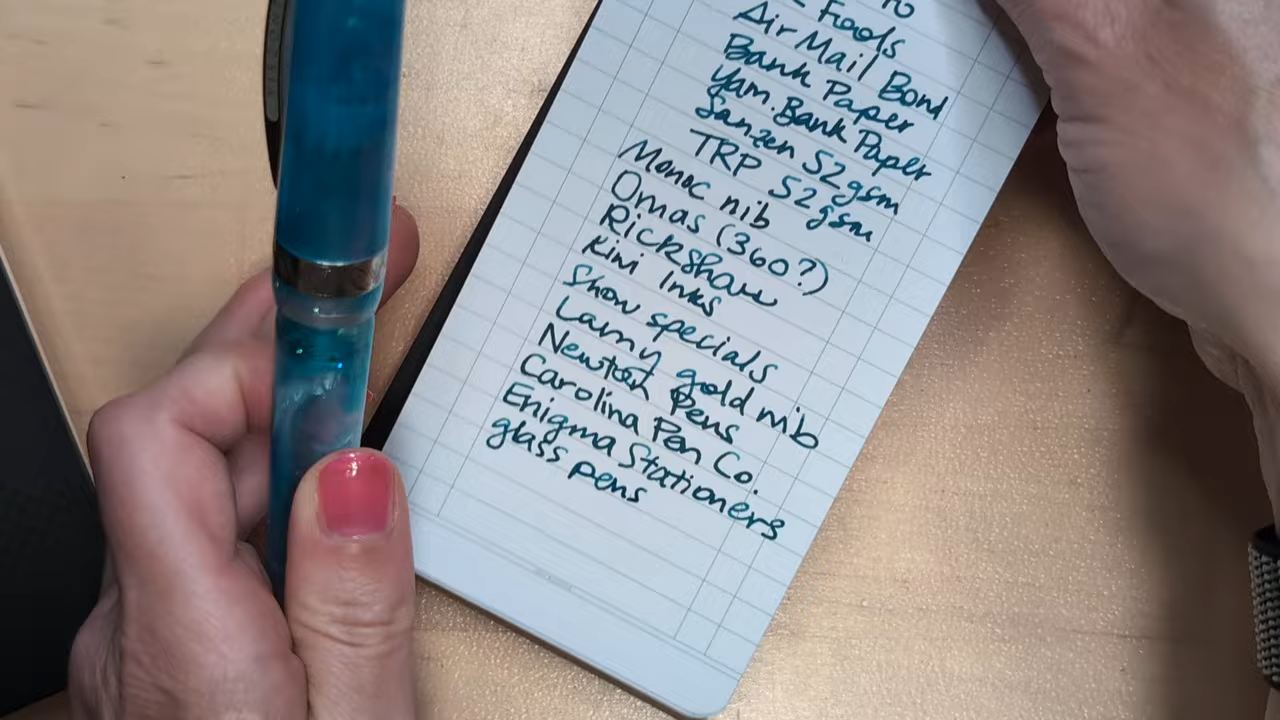 Foods
Air Mail Bond
Bank Paper
Yam. Bank Paper
Sanzen 52gsm
TRP 52gsm
Monoc nib
Omas (360?)
Rickshaw
Kiwi Inks
Show specials
Lamy gold nib
Newton Pens
Carolina Pen Co.
Enigma Stationers
glass pens